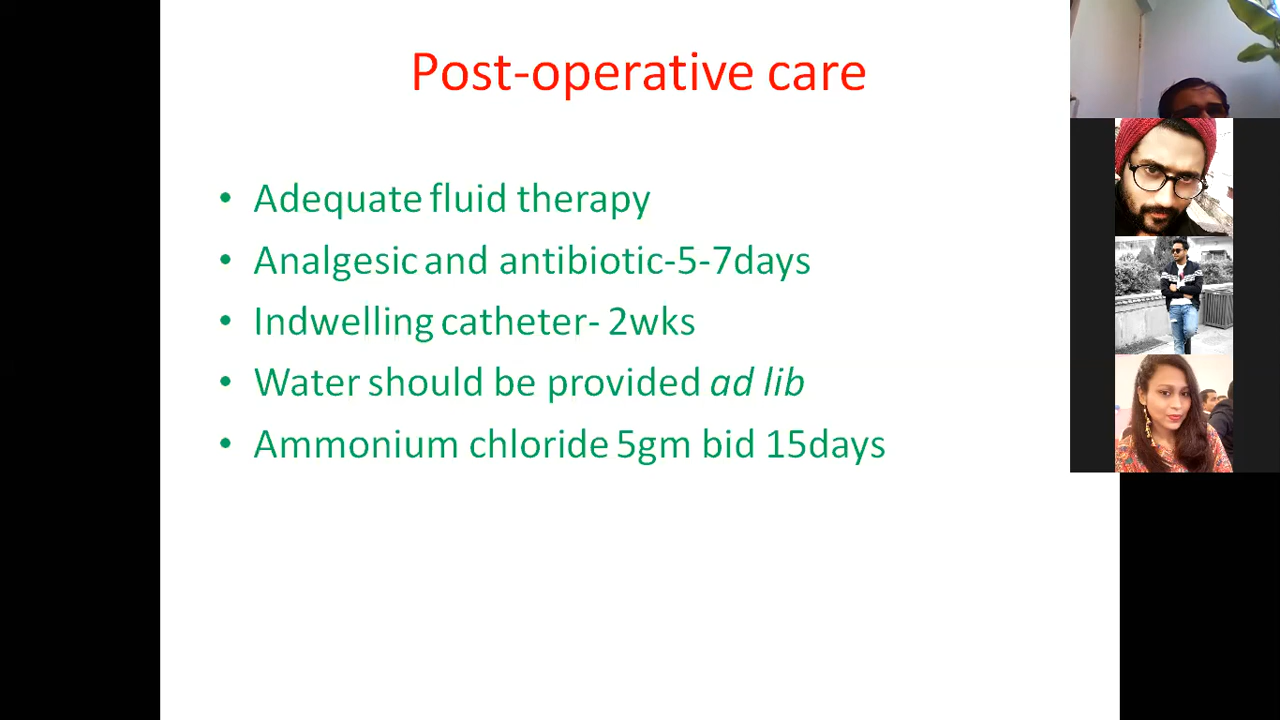 Post-operative care
• Adequate fluid therapy
• Analgesic and antibiotic-5-7days
• Indwelling catheter- 2wks
• Water should be provided ad lib
• Ammonium chloride 5gm bid 15days